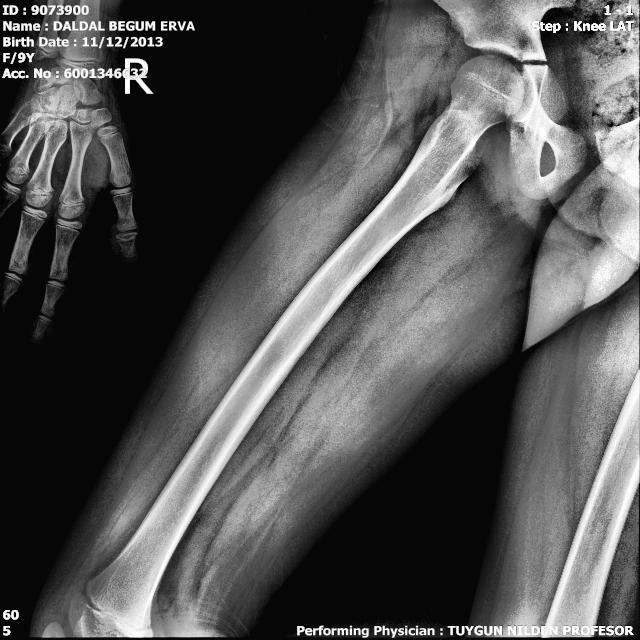 ID : 9073900
Name : DALDAL BEGUM ERVA
Birth Date : 11/12/2013
F/9Y
Acc. No : 6001346632
R
1 - 1
Step : Knee LAT
60
5
Performing Physician : TUYGUN NILDEN PROFESOR